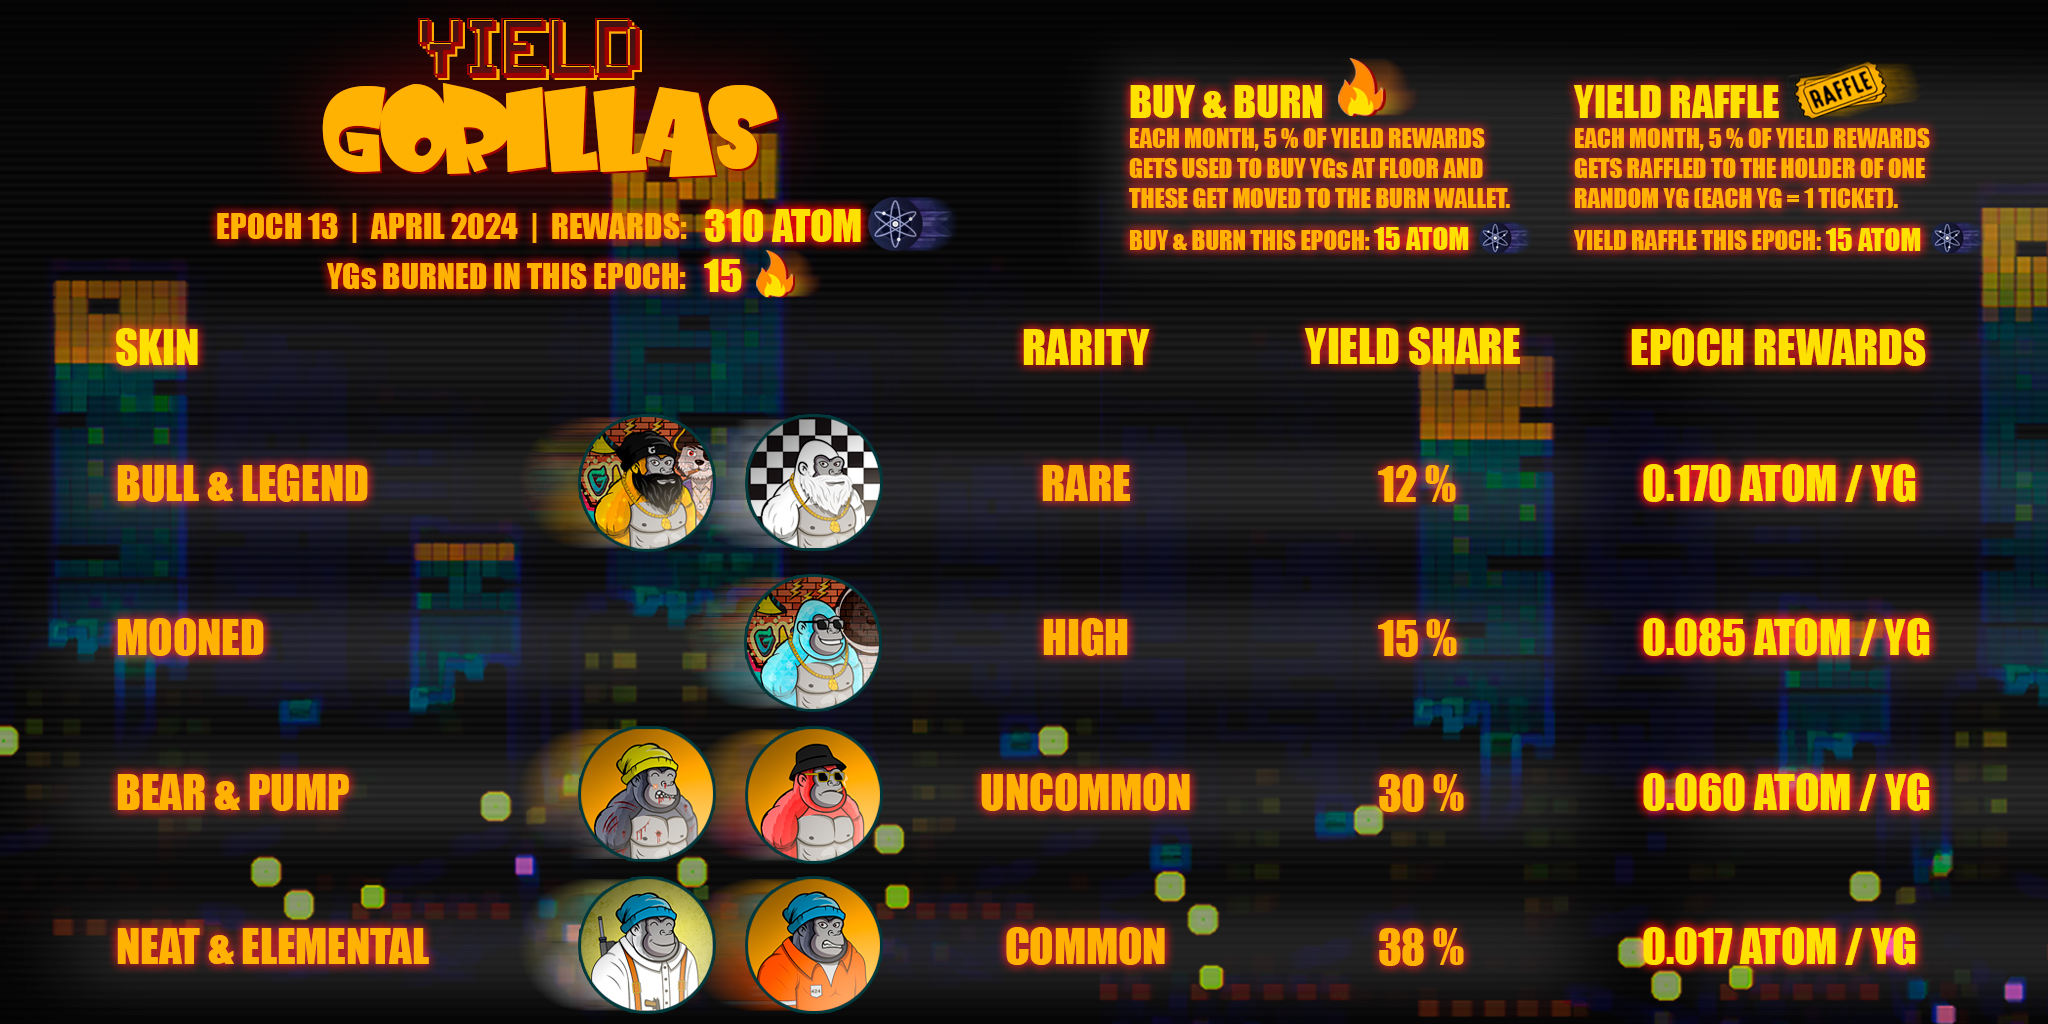 YIELD
GORILLAS
EPOCH 13 | APRIL 2024 | REWARDS: 310 ATOM
YGs BURNED IN THIS EPOCH: 15
BUY & BURN
EACH MONTH, 5 % OF YIELD REWARDS
GETS USED TO BUY YGs AT FLOOR AND
THESE GET MOVED TO THE BURN WALLET.
BUY & BURN THIS EPOCH: 15 ATOM
YIELD RAFFLE
RAFFLE
EACH MONTH, 5 % OF YIELD REWARDS
GETS RAFFLED TO THE HOLDER OF ONE
RANDOM YG (EACH YG = 1 TICKET).
YIELD RAFFLE THIS EPOCH: 15 ATOM
SKIN RARITY YIELD SHARE EPOCH REWARDS
BULL & LEGEND RARE 12 % 0.170 ATOM / YG
MOONED HIGH 15 % 0.085 ATOM / YG
BEAR & PUMP UNCOMMON 30 % 0.060 ATOM / YG
NEAT & ELEMENTAL COMMON 38 % 0.017 ATOM / YG